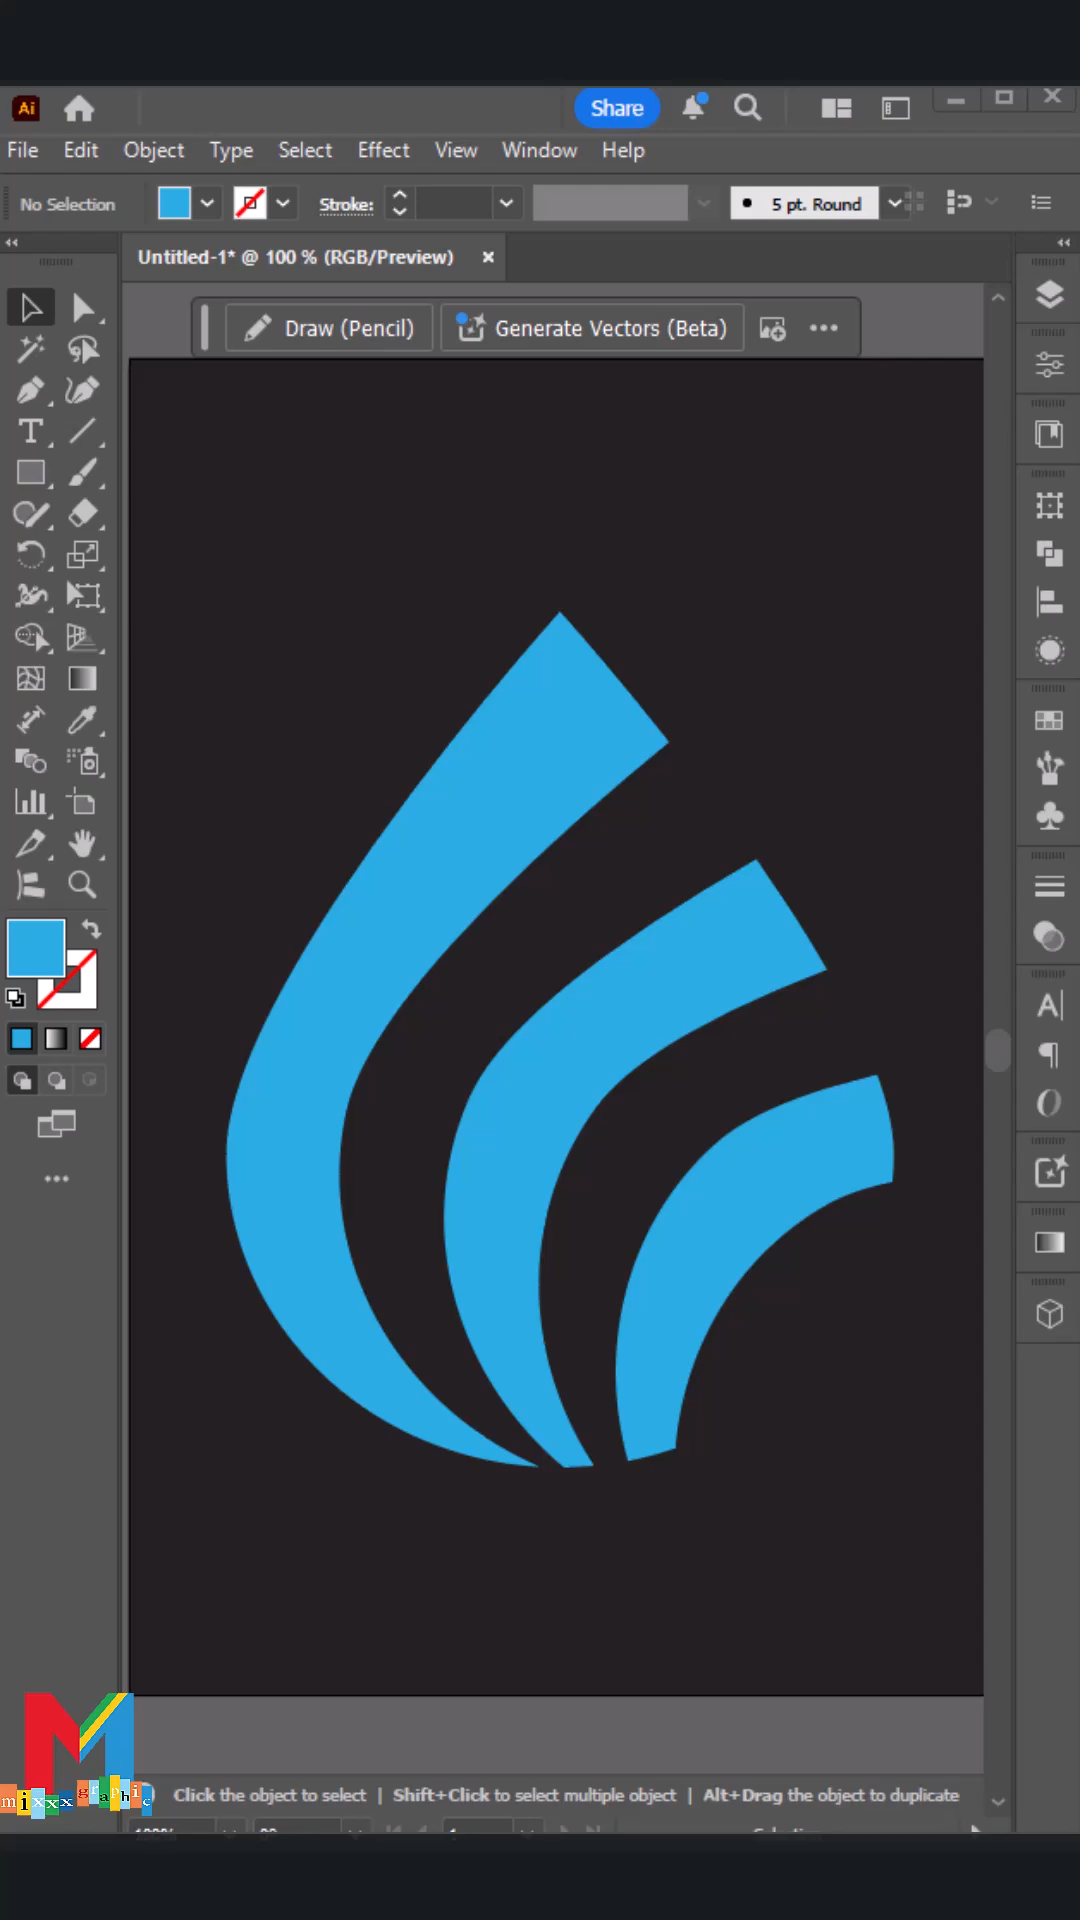 Ai
Share
File Edit Object Type Select Effect View Window Help
No Selection Stroke: 5 pt. Round
Untitled-1* @ 100 % (RGB/Preview)
Draw (Pencil) Generate Vectors (Beta)
M
mixxx graphic
Click the object to select | Shift+Click to select multiple object | Alt+Drag the object to duplicate